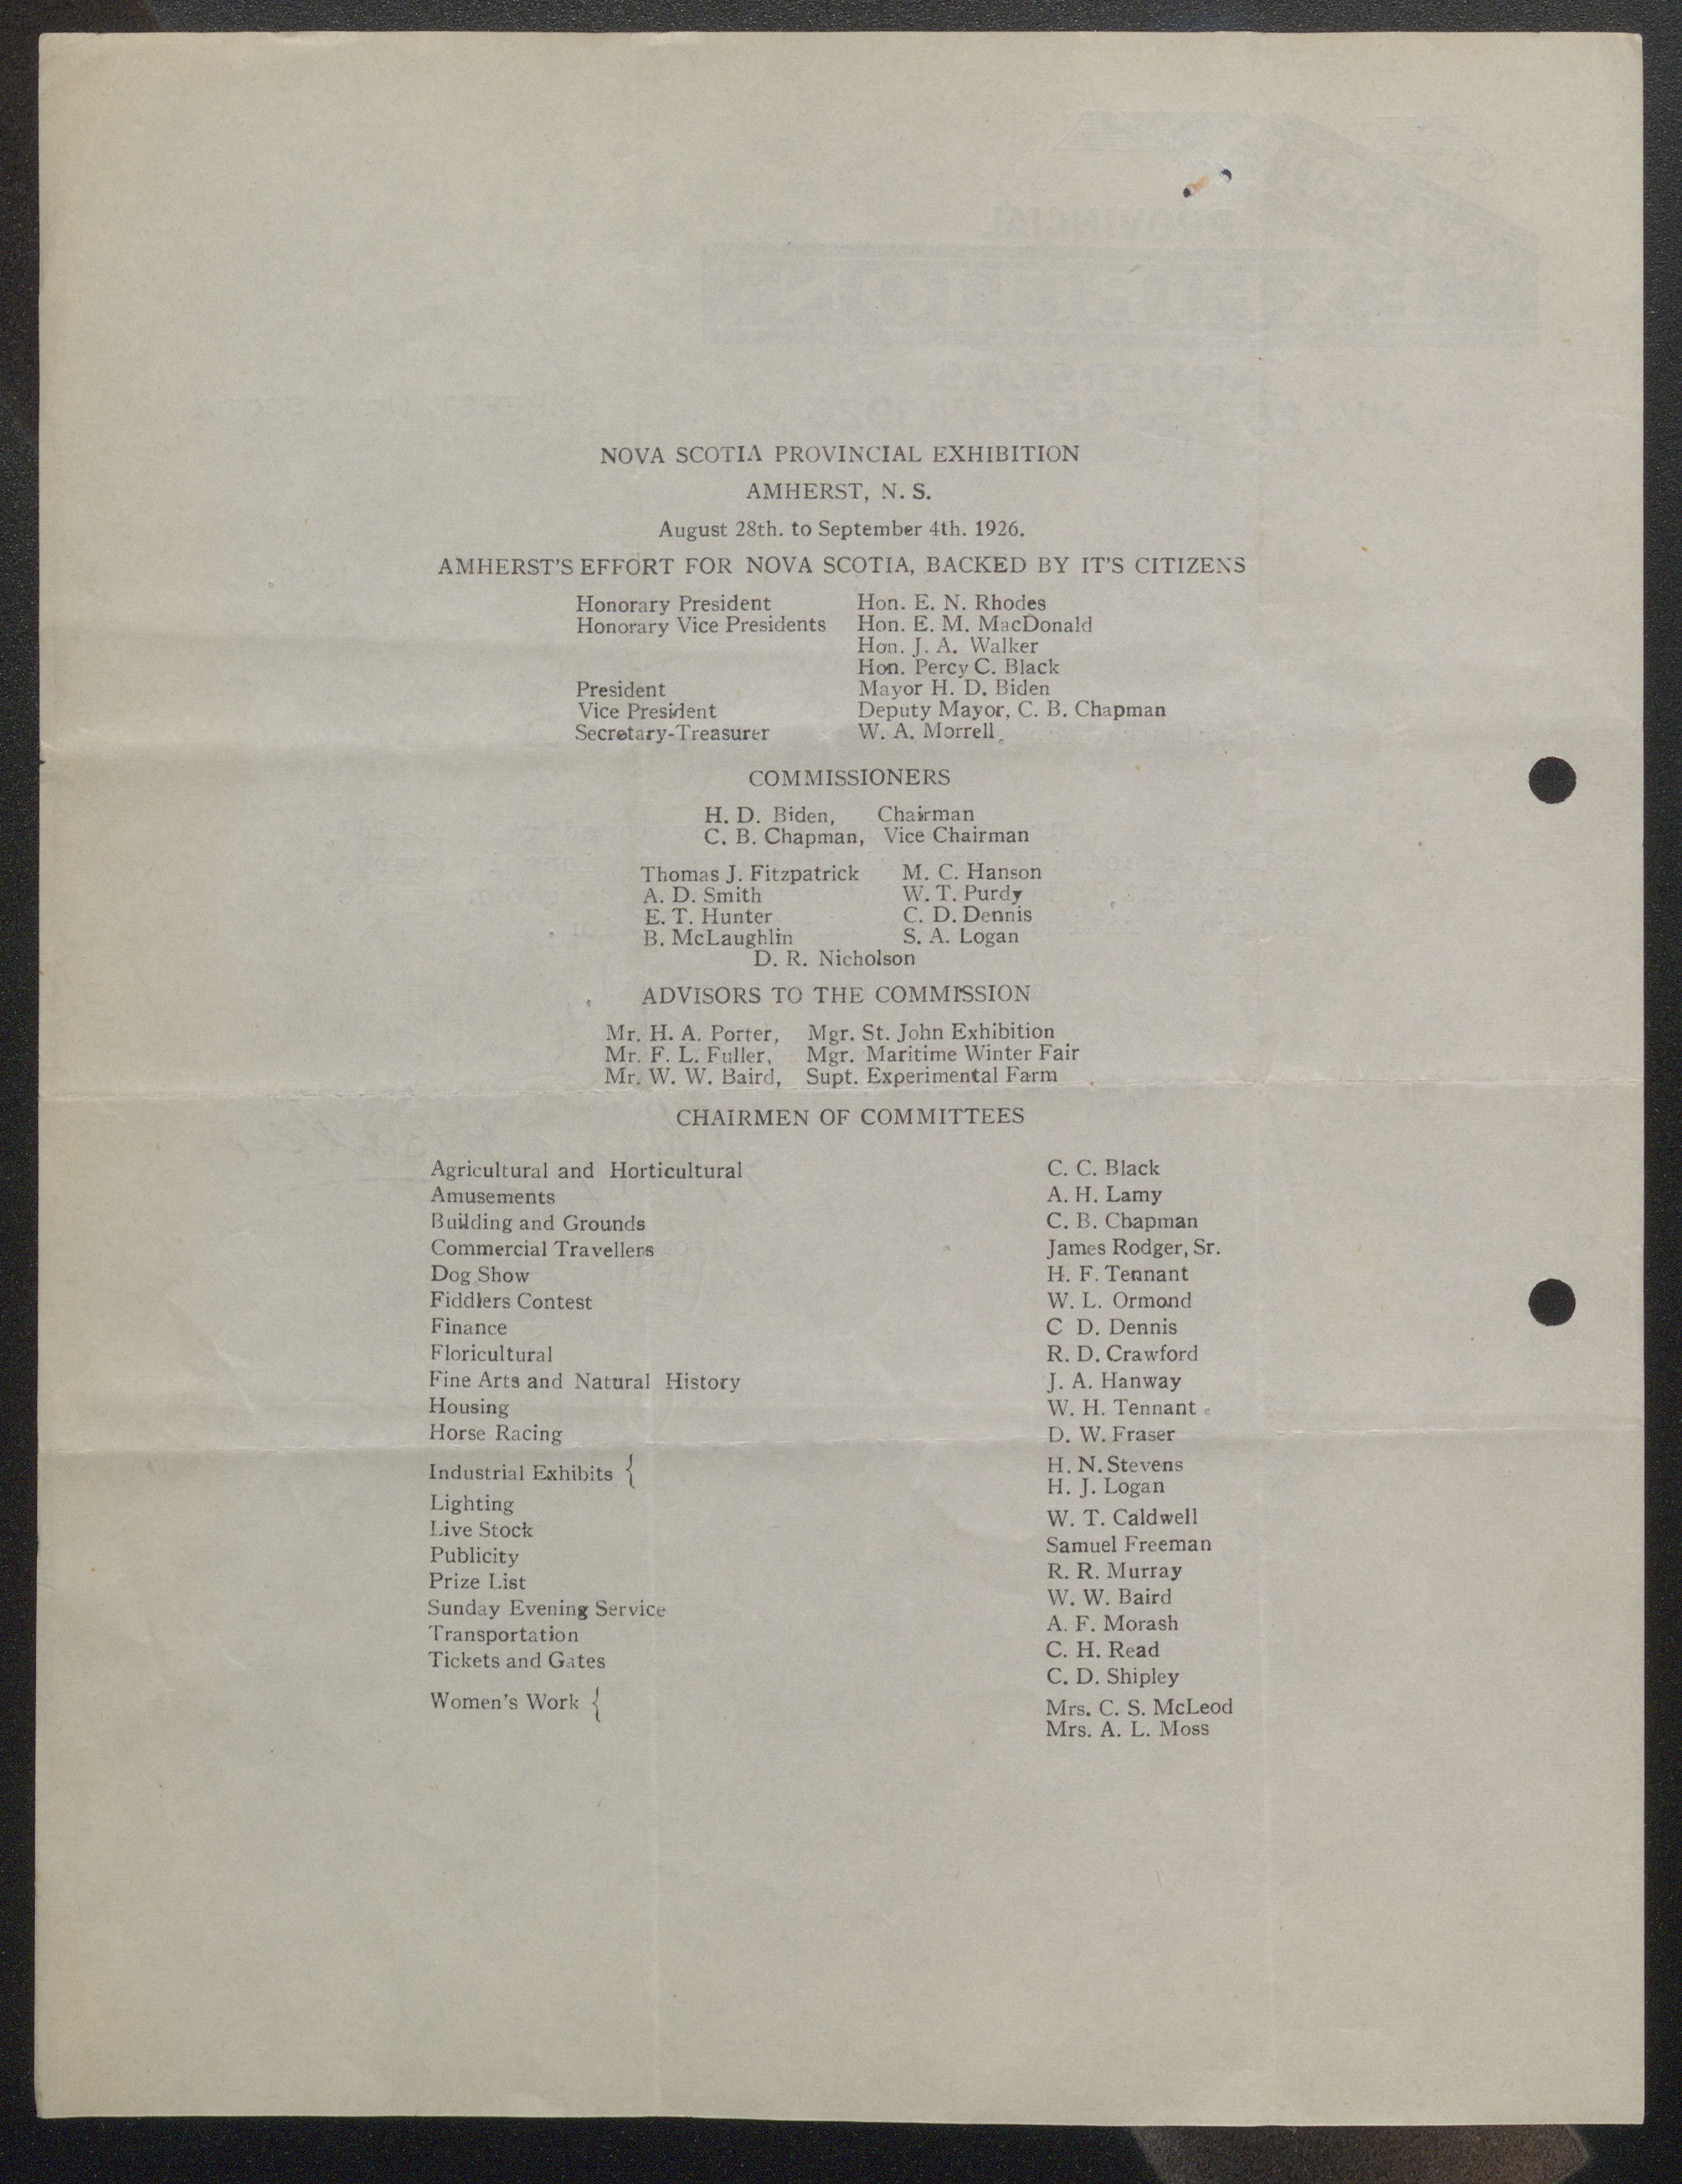 NOVA SCOTIA PROVINCIAL EXHIBITION
AMHERST, N. S.
August 28th. to September 4th. 1926.
AMHERST'S EFFORT FOR NOVA SCOTIA, BACKED BY IT'S CITIZENS
Honorary President Hon. E. N. Rhodes
Honorary Vice Presidents Hon. E. M. MacDonald
Hon. J. A. Walker
Hon. Percy C. Black
President Mayor H. D. Biden
Vice President Deputy Mayor, C. B. Chapman
Secretary-Treasurer W. A. Morrell.
COMMISSIONERS
H. D. Biden, Chairman
C. B. Chapman, Vice Chairman
Thomas J. Fitzpatrick M. C. Hanson
A. D. Smith W. T. Purdy
E. T. Hunter C. D. Dennis
B. McLaughlin S. A. Logan
D. R. Nicholson
ADVISORS TO THE COMMISSION
Mr. H. A. Porter, Mgr. St. John Exhibition
Mr. F. L. Fuller, Mgr. Maritime Winter Fair
Mr. W. W. Baird, Supt. Experimental Farm
CHAIRMEN OF COMMITTEES
Agricultural and Horticultural C. C. Black
Amusements A. H. Lamy
Building and Grounds C. B. Chapman
Commercial Travellers James Rodger, Sr.
Dog Show H. F. Tennant
Fiddlers Contest W. L. Ormond
Finance C D. Dennis
Floricultural R. D. Crawford
Fine Arts and Natural History J. A. Hanway
Housing W. H. Tennant
Horse Racing D. W. Fraser
Industrial Exhibits { H. N. Stevens
H. J. Logan
Lighting W. T. Caldwell
Live Stock Samuel Freeman
Publicity R. R. Murray
Prize List W. W. Baird
Sunday Evening Service A. F. Morash
Transportation C. H. Read
Tickets and Gates C. D. Shipley
Women's Work { Mrs. C. S. McLeod
Mrs. A. L. Moss